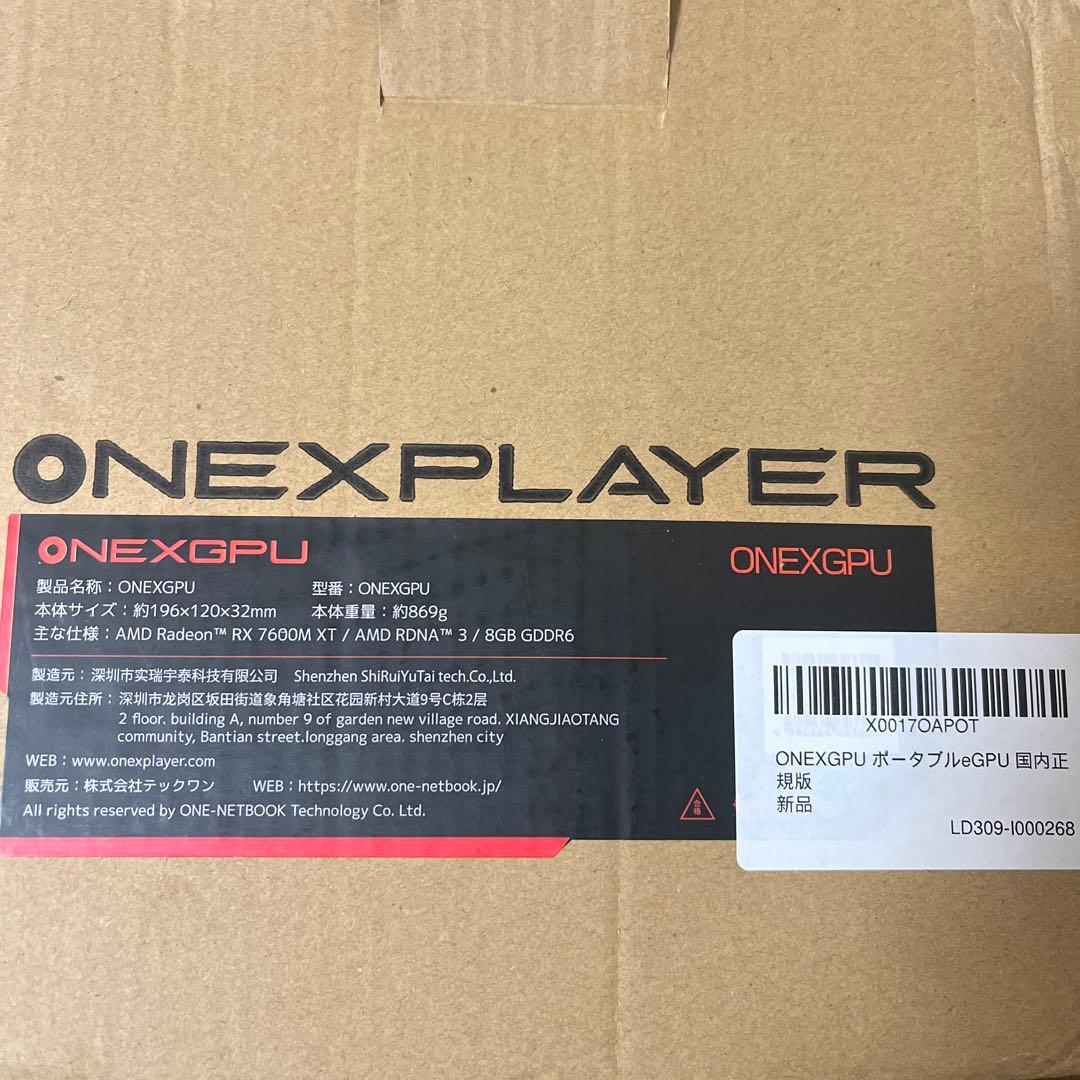 ONEXPLAYER
ONEXGPU
ONEXGPU
製品名称：ONEXGPU 型番：ONEXGPU
本体サイズ：約196×120×32mm 本体重量：約869g
主な仕様：AMD Radeon™ RX 7600M XT / AMD RDNA™ 3 / 8GB GDDR6
製造元：深圳市实瑞宇泰科技有限公司 Shenzhen ShiRuiYuTai tech.Co.,Ltd.
製造元住所：深圳市龙岗区坂田街道象角塘社区花园新村大道9号C栋2层
2 floor. building A, number 9 of garden new village road. XIANGJIAOTANG
community, Bantian street.longgang area. shenzhen city
WEB：www.onexplayer.com
販売元：株式会社テックワン WEB：https://www.one-netbook.jp/
All rights reserved by ONE-NETBOOK Technology Co. Ltd.
合格
X0017OAPOT
ONEXGPU ポータブルeGPU 国内正
規版
新品
LD309-I000268